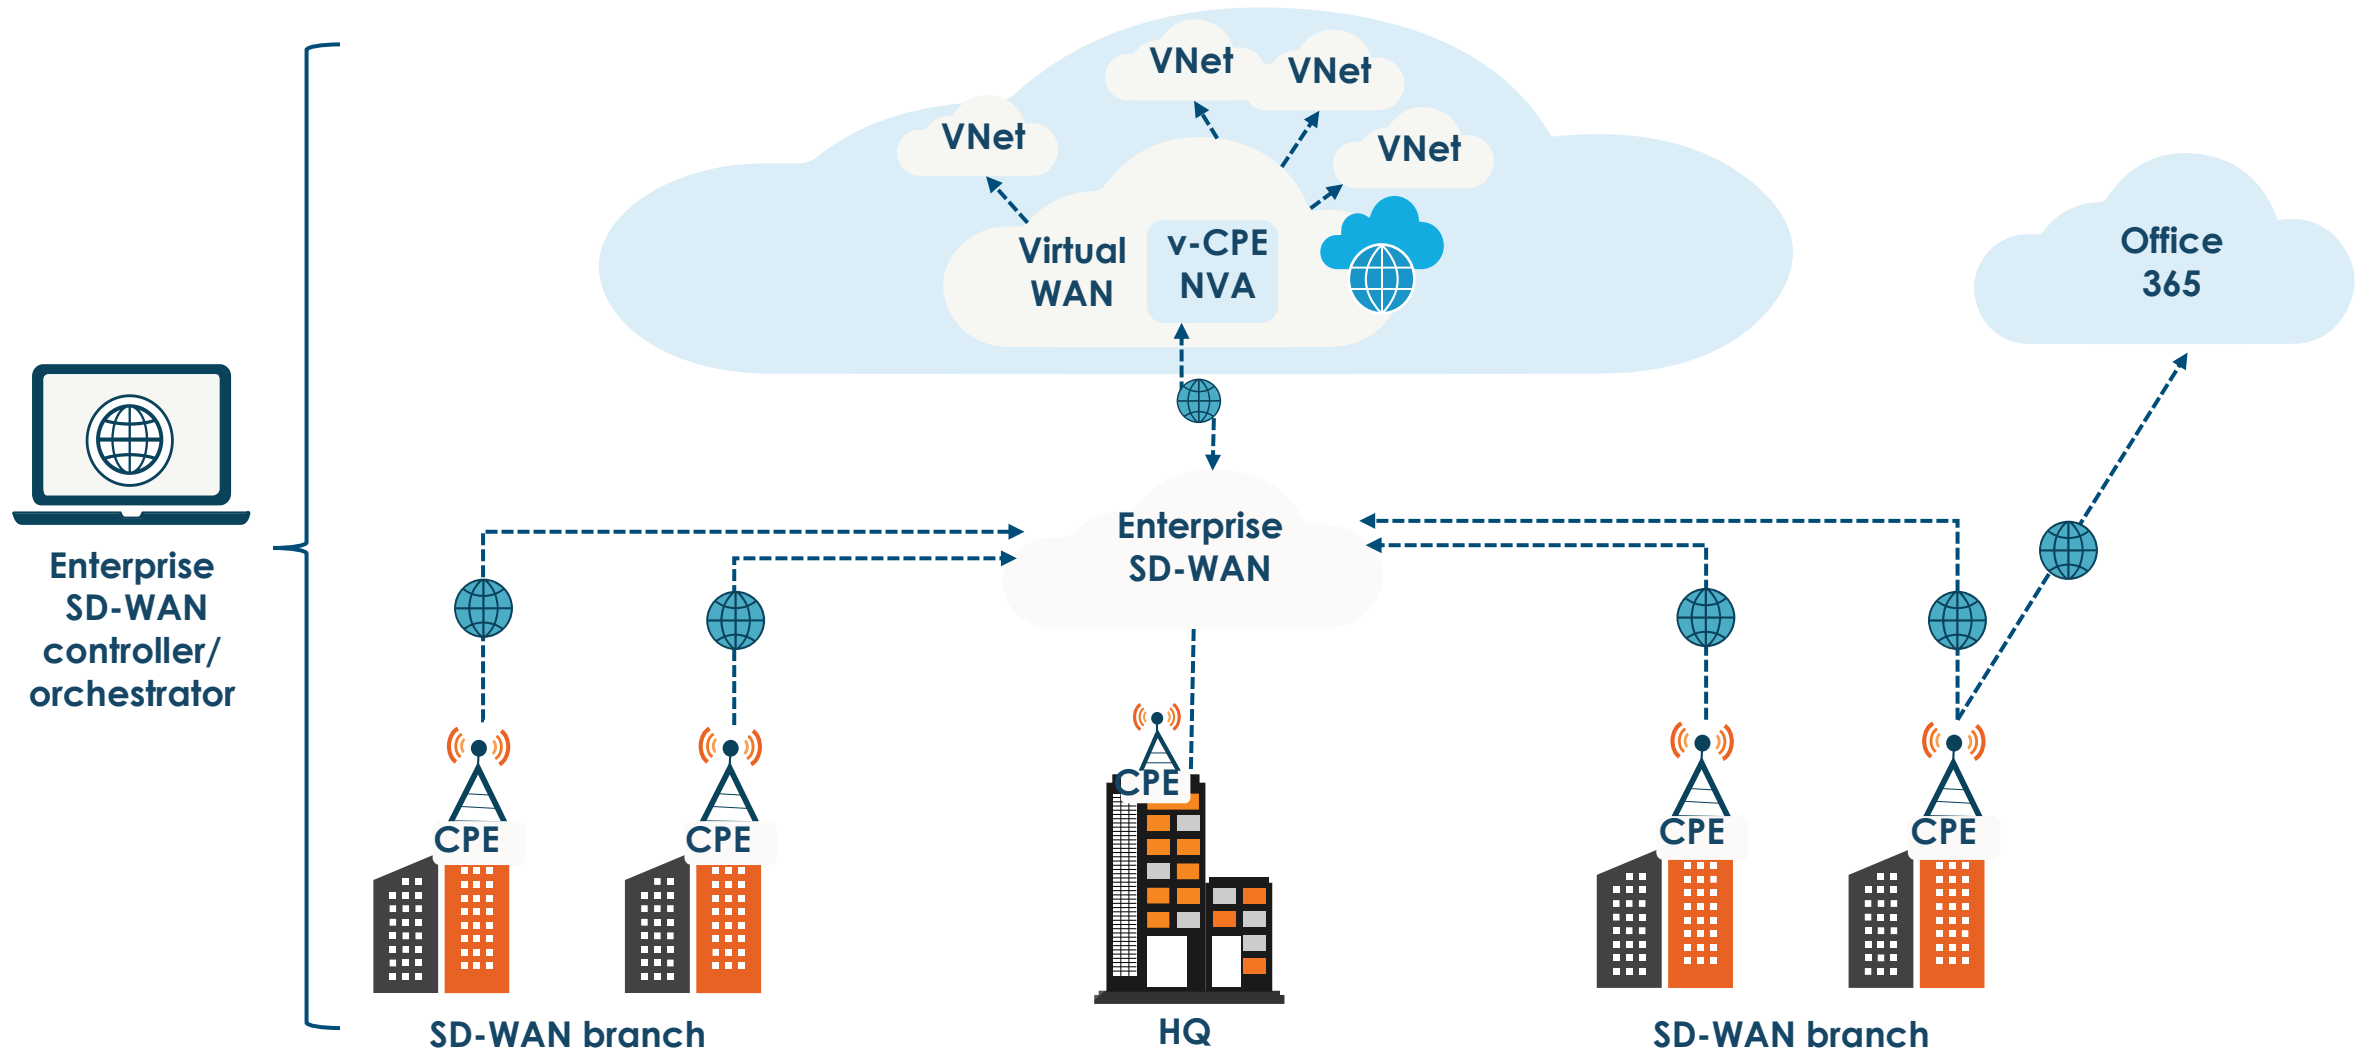 VNet
VNet
VNet
VNet
Virtual
WAN
v-CPE
NVA
Office
365
Enterprise
SD-WAN
controller/
orchestrator
Enterprise
SD-WAN
CPE
CPE
CPE
CPE
CPE
SD-WAN branch
HQ
SD-WAN branch